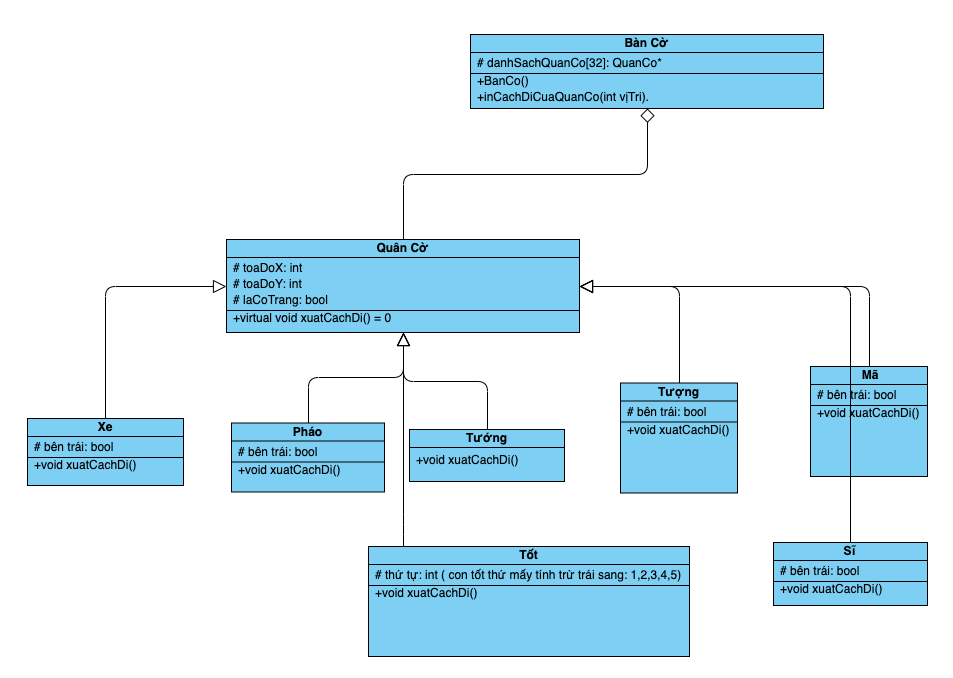 Bàn Cờ
# danhSachQuanCo[32]: QuanCo*
+BanCo()
+inCachDiCuaQuanCo(int vịTri).
Quân Cờ
# toaDoX: int
# toaDoY: int
# laCoTrang: bool
+virtual void xuatCachDi() = 0
Xe
# bên trái: bool
+void xuatCachDi()
Pháo
# bên trái: bool
+void xuatCachDi()
Tướng
+void xuatCachDi()
Tượng
# bên trái: bool
+void xuatCachDi()
Mã
# bên trái: bool
+void xuatCachDi()
Tốt
# thứ tự: int ( con tốt thứ mấy tính trừ trái sang: 1,2,3,4,5)
+void xuatCachDi()
Sĩ
# bên trái: bool
+void xuatCachDi()